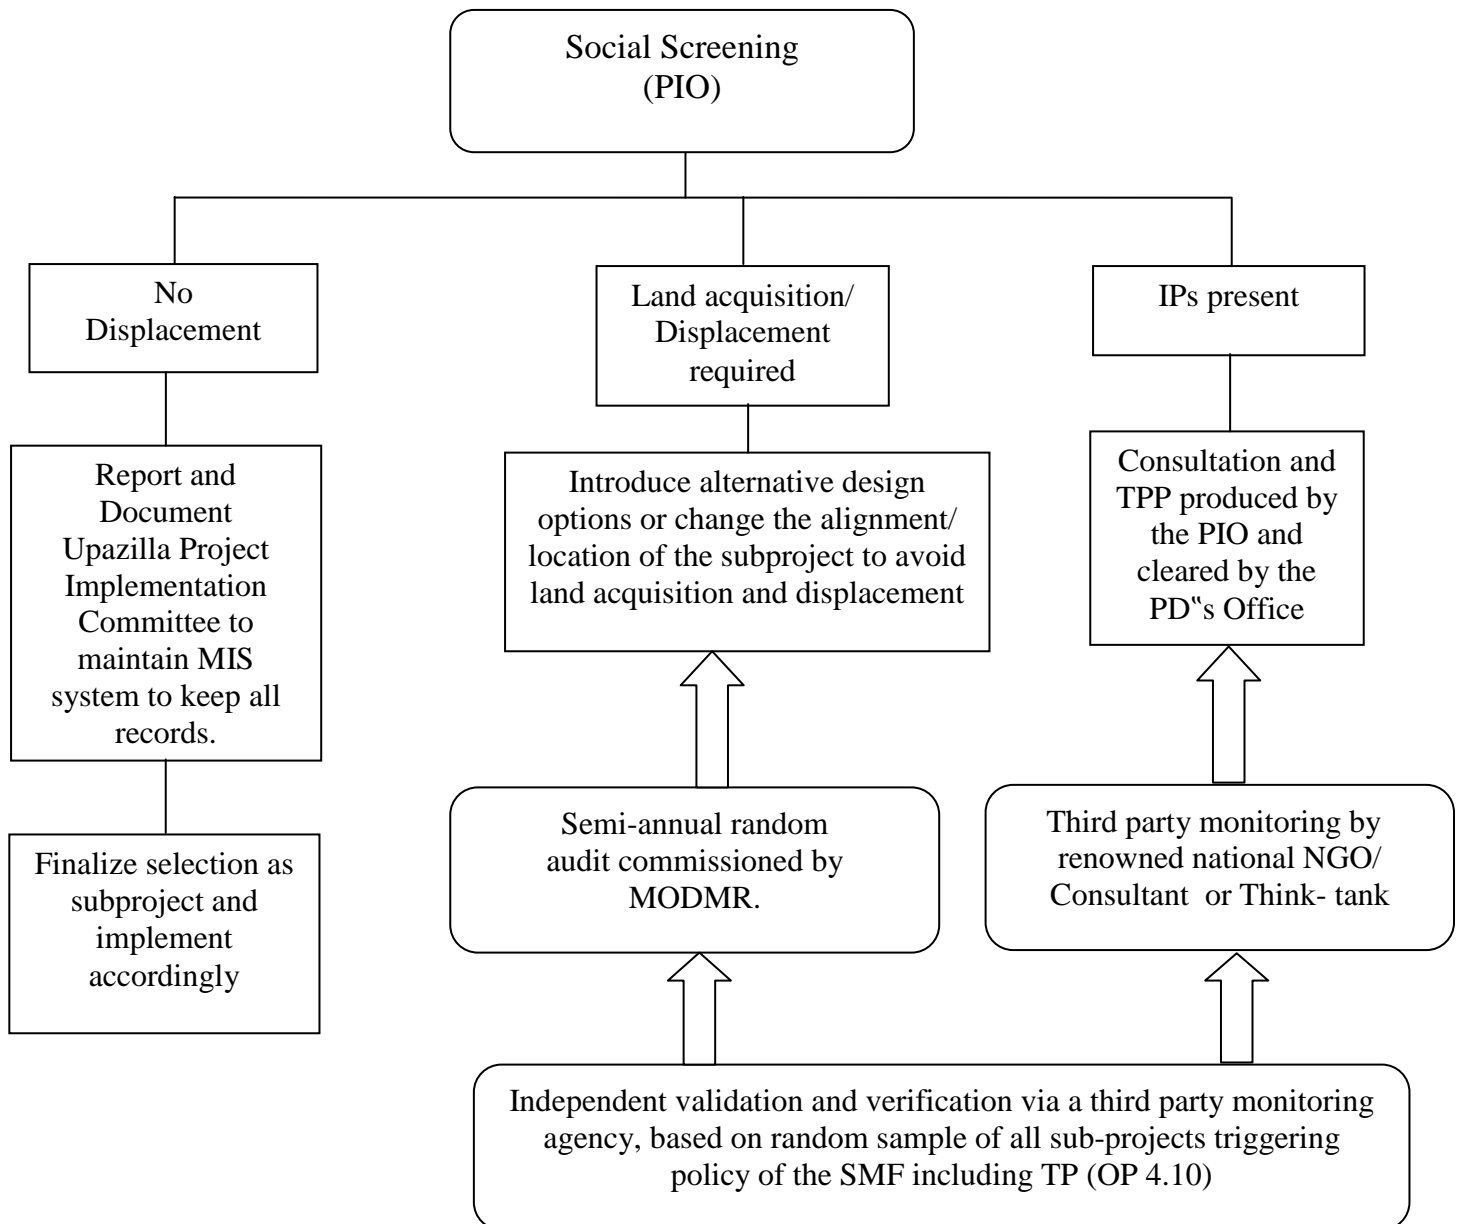 Social Screening
(PIO)
No
Displacement
Land acquisition/
Displacement
required
IPs present
Report and
Document
Upazilla Project
Implementation
Committee to
maintain MIS
system to keep all
records.
Introduce alternative design
options or change the alignment/
location of the subproject to avoid
land acquisition and displacement
Consultation and
TPP produced by
the PIO and
cleared by the
PD‟s Office
Finalize selection as
subproject and
implement
accordingly
Semi-annual random
audit commissioned by
MODMR.
Third party monitoring by
renowned national NGO/
Consultant or Think- tank
Independent validation and verification via a third party monitoring
agency, based on random sample of all sub-projects triggering
policy of the SMF including TP (OP 4.10)